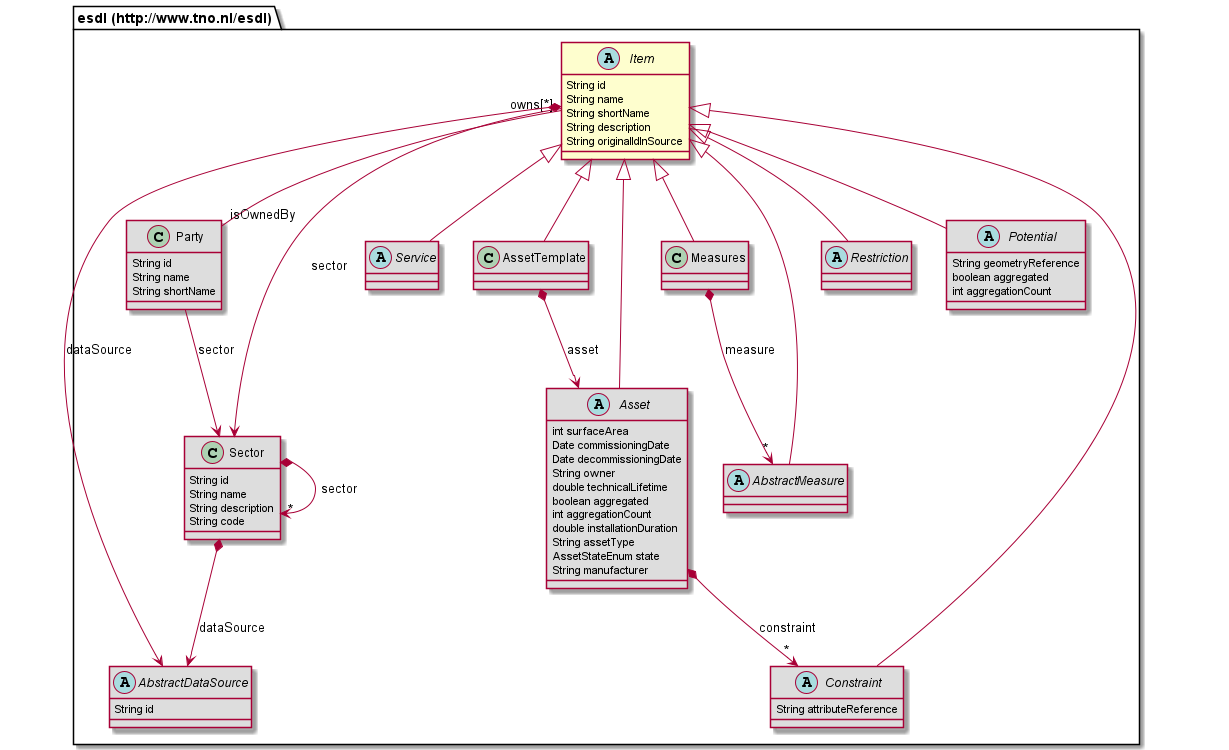 esdl (http://www.tno.nl/esdl)
A Item
String id
String name
String shortName
String description
String originalIdInSource
owns[*]
isOwnedBy
sector
C Party
String id
String name
String shortName
A Service
C AssetTemplate
C Measures
A Restriction
A Potential
String geometryReference
boolean aggregated
int aggregationCount
dataSource
sector
asset
measure
*
A Asset
int surfaceArea
Date commissioningDate
Date decommissioningDate
String owner
double technicalLifetime
boolean aggregated
int aggregationCount
double installationDuration
String assetType
AssetStateEnum state
String manufacturer
C Sector
String id
String name
String description
String code
sector
*
A AbstractMeasure
dataSource
constraint
*
A AbstractDataSource
String id
A Constraint
String attributeReference